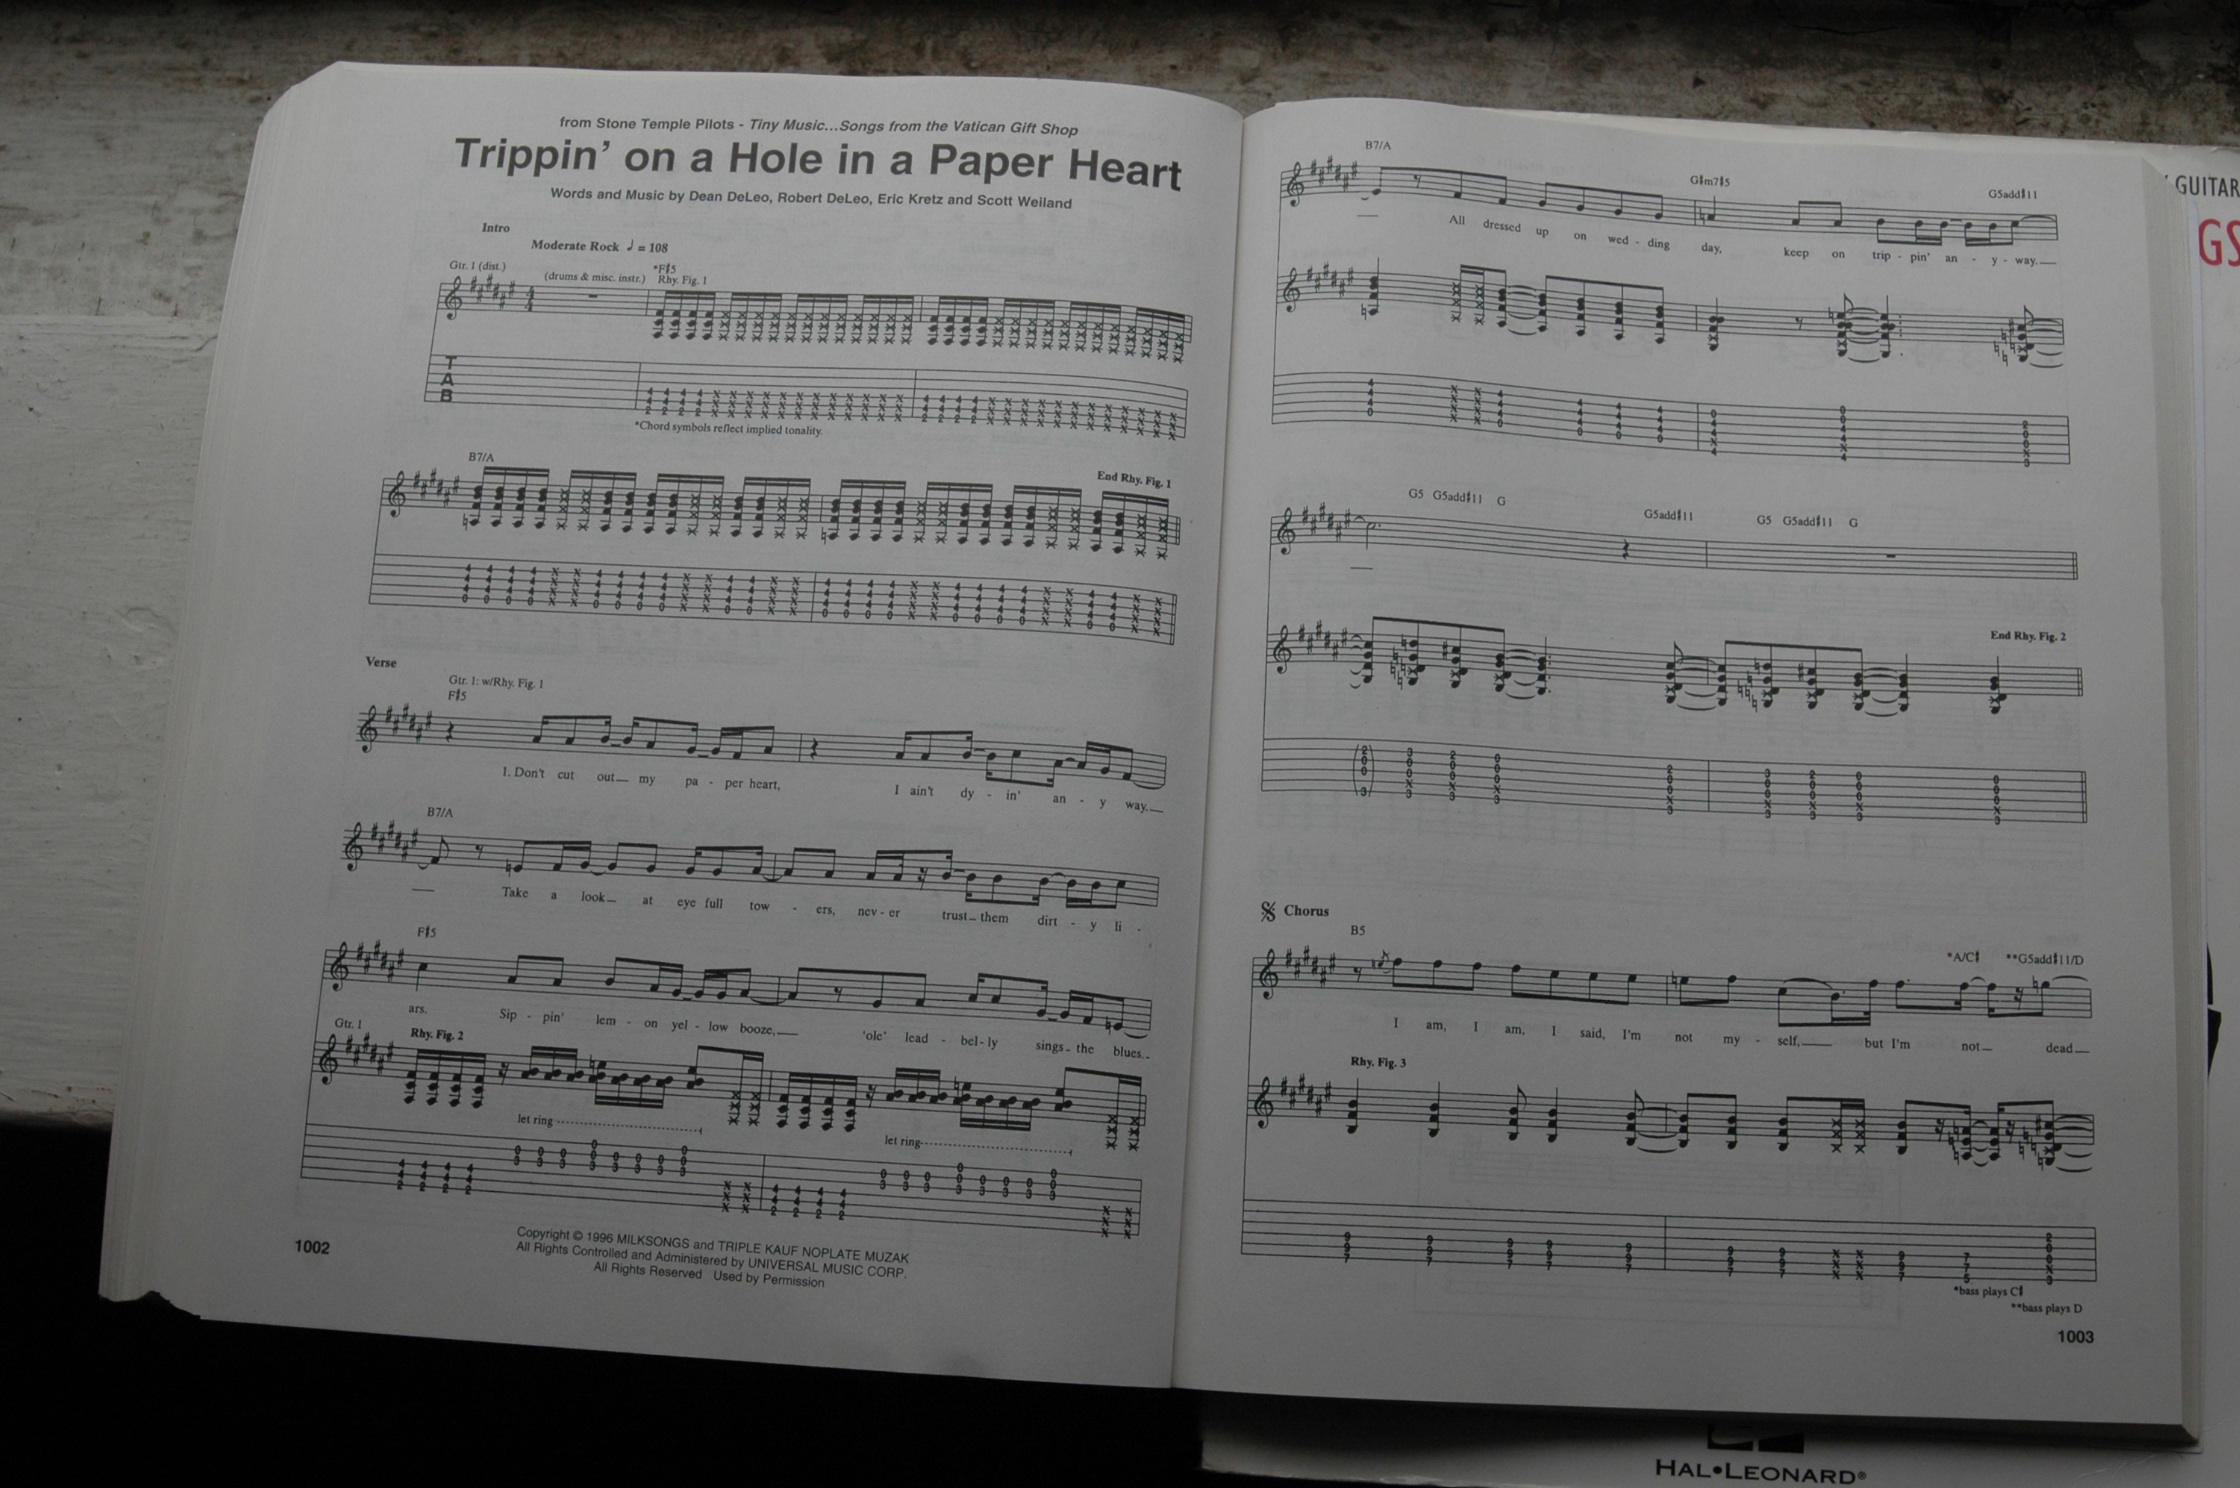 from Stone Temple Pilots - Tiny Music...Songs from the Vatican Gift Shop
Trippin' on a Hole in a Paper Heart
Words and Music by Dean DeLeo, Robert DeLeo, Eric Kretz and Scott Weiland
Intro
Moderate Rock ♩ = 108
Gtr. 1 (dist.)
(drums & misc. instr.)
*F♯5
Rhy. Fig. 1
4
4
T
A
B
*Chord symbols reflect implied tonality.
B7/A
End Rhy. Fig. 1
Verse
Gtr. 1: w/Rhy. Fig. 1
F♯5
1. Don't cut out my pa - per heart, I ain't dy - in' an - y way.
B7/A
Take a look at eye full tow - ers, nev - er trust them dirt - y li -
F♯5
ars. Sip - pin' lem - on yel - low booze, 'ole' lead - bel - ly sings the blues.
Gtr. 1
Rhy. Fig. 2
let ring
let ring
Copyright © 1996 MILKSONGS and TRIPLE KAUF NOPLATE MUZAK
All Rights Controlled and Administered by UNIVERSAL MUSIC CORP.
All Rights Reserved Used by Permission
1002
B7/A G♯m7♯5 G5add♯11
All dressed up on wed - ding day, keep on trip - pin' an - y - way.
G5 G5add♯11 G G5add♯11 G5 G5add♯11 G
End Rhy. Fig. 2
Chorus
B5 *A/C♯ **G5add♯11/D
I am, I am, I said, I'm not my - self, but I'm not dead
Rhy. Fig. 3
*bass plays C♯
**bass plays D
1003
GUITAR
GS
HAL•LEONARD®